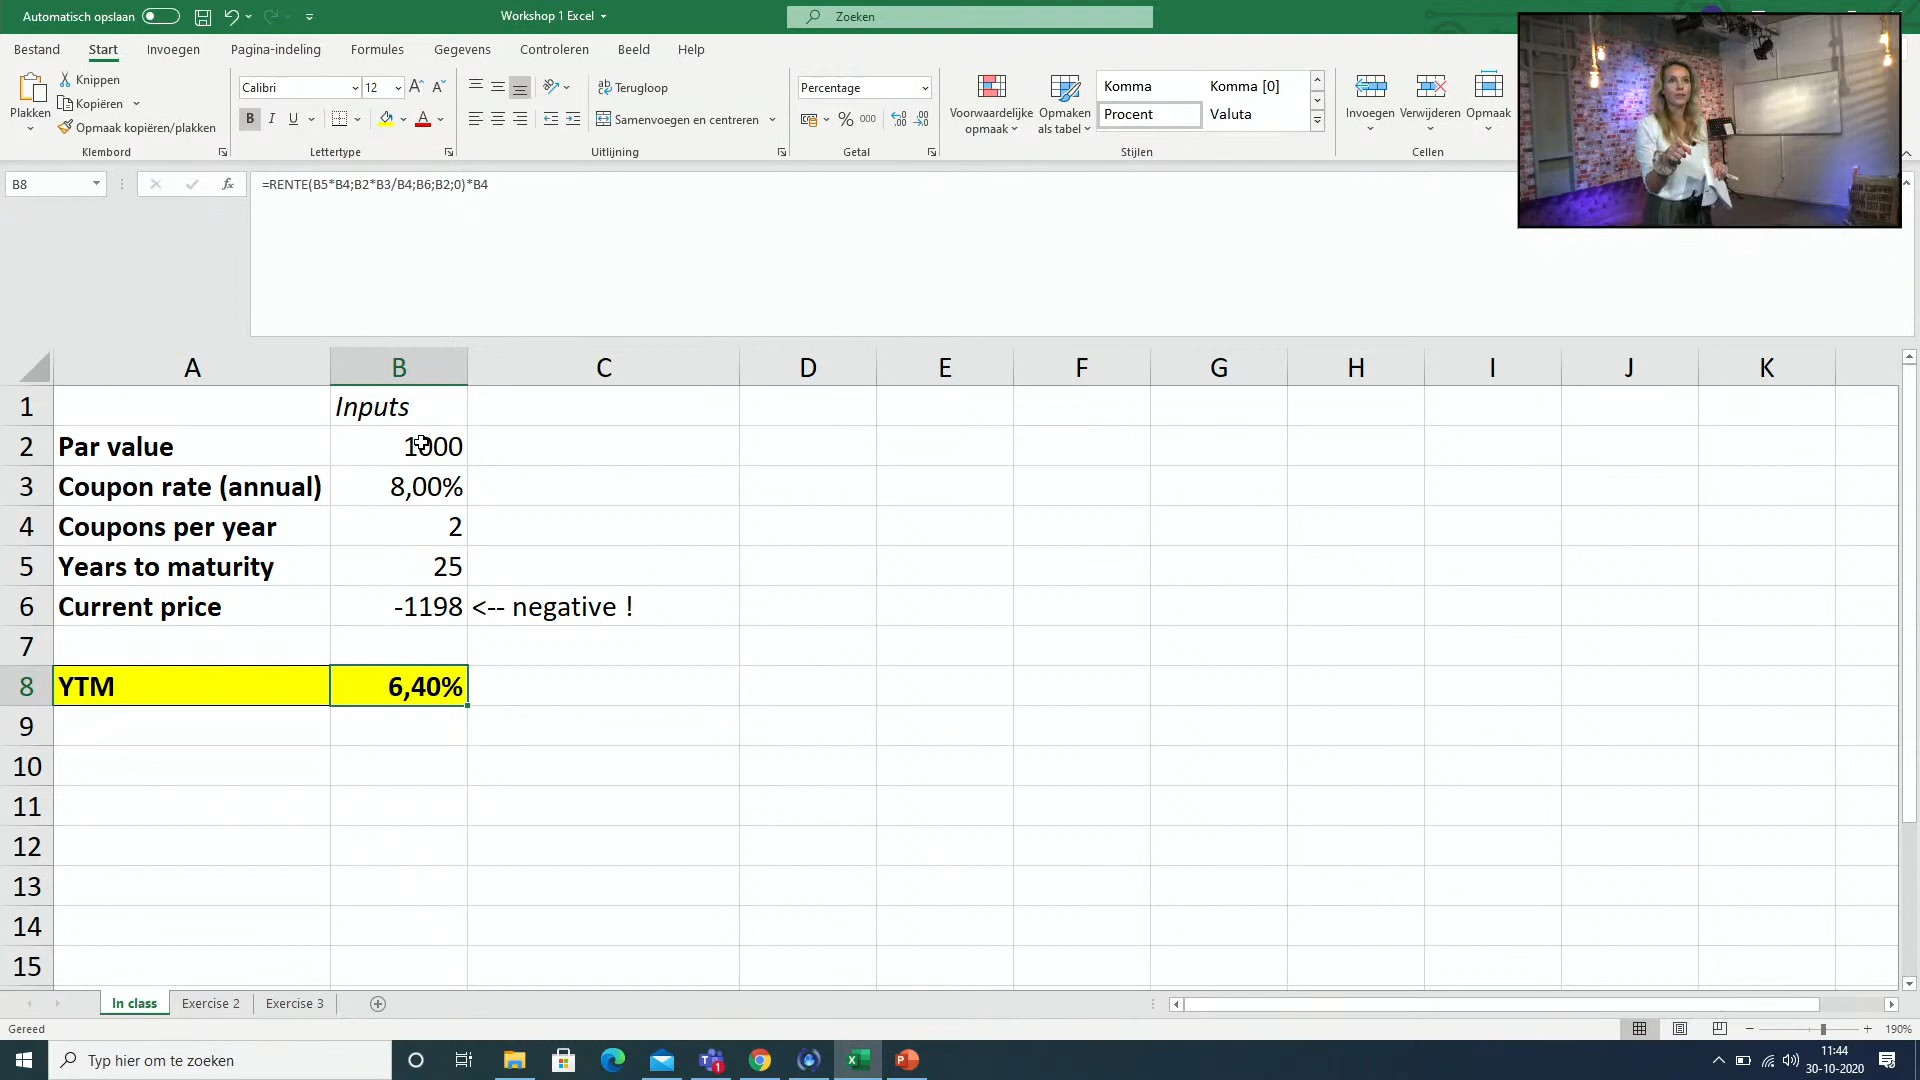 Automatisch opslaan
Workshop 1 Excel
Zoeken
Bestand Start Invoegen Pagina-indeling Formules Gegevens Controleren Beeld Help
Plakken
Knippen
Kopiëren
Opmaak kopiëren/plakken
Klembord
Calibri 12
B I U
Lettertype
Terugloop
Samenvoegen en centreren
Uitlijning
Percentage
% 000
Getal
Voorwaardelijke opmaak
Opmaken als tabel
Komma Komma [0]
Procent Valuta
Stijlen
Invoegen Verwijderen Opmaak
Cellen
B8 fx =RENTE(B5*B4;B2*B3/B4;B6;B2;0)*B4
A B C D E F G H I J K
1 Inputs
2 Par value 1000
3 Coupon rate (annual) 8,00%
4 Coupons per year 2
5 Years to maturity 25
6 Current price -1198 <-- negative !
7
8 YTM 6,40%
9
10
11
12
13
14
15
In class Exercise 2 Exercise 3
Gereed 190%
Typ hier om te zoeken
11:44
30-10-2020